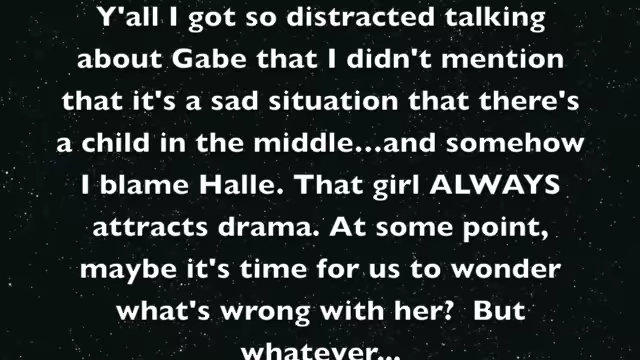 Y'all I got so distracted talking
about Gabe that I didn't mention
that it's a sad situation that there's
a child in the middle...and somehow
I blame Halle. That girl ALWAYS
attracts drama. At some point,
maybe it's time for us to wonder
what's wrong with her?  But
whatever...